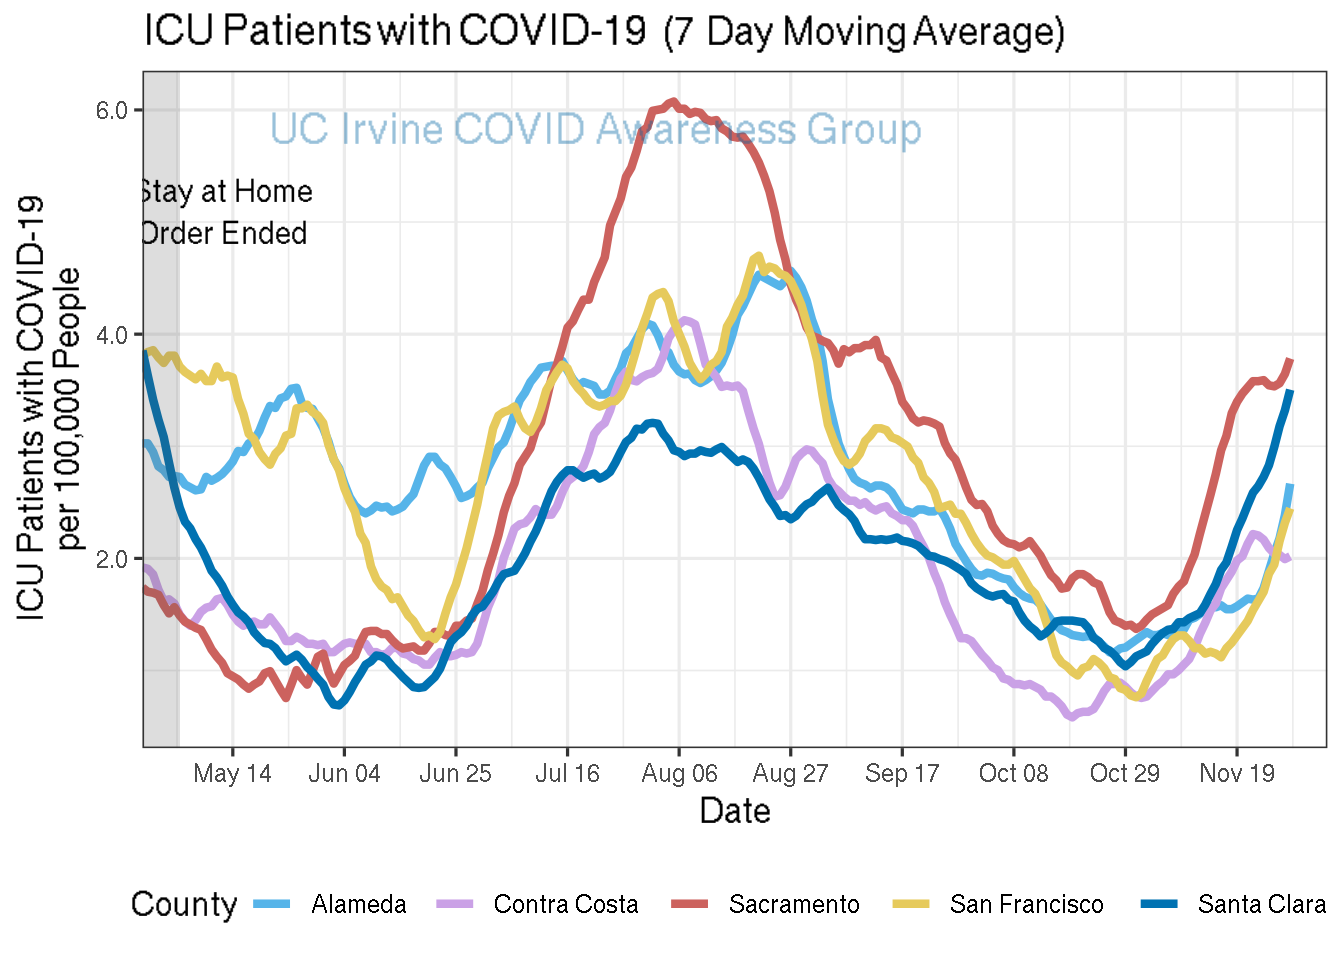 ICU Patients with COVID-19 (7 Day Moving Average)
UC Irvine COVID Awareness Group
Stay at Home
Order Ended
ICU Patients with COVID-19
per 100,000 People
6.0
4.0
2.0
May 14 Jun 04 Jun 25 Jul 16 Aug 06 Aug 27 Sep 17 Oct 08 Oct 29 Nov 19
Date
County Alameda Contra Costa Sacramento San Francisco Santa Clara